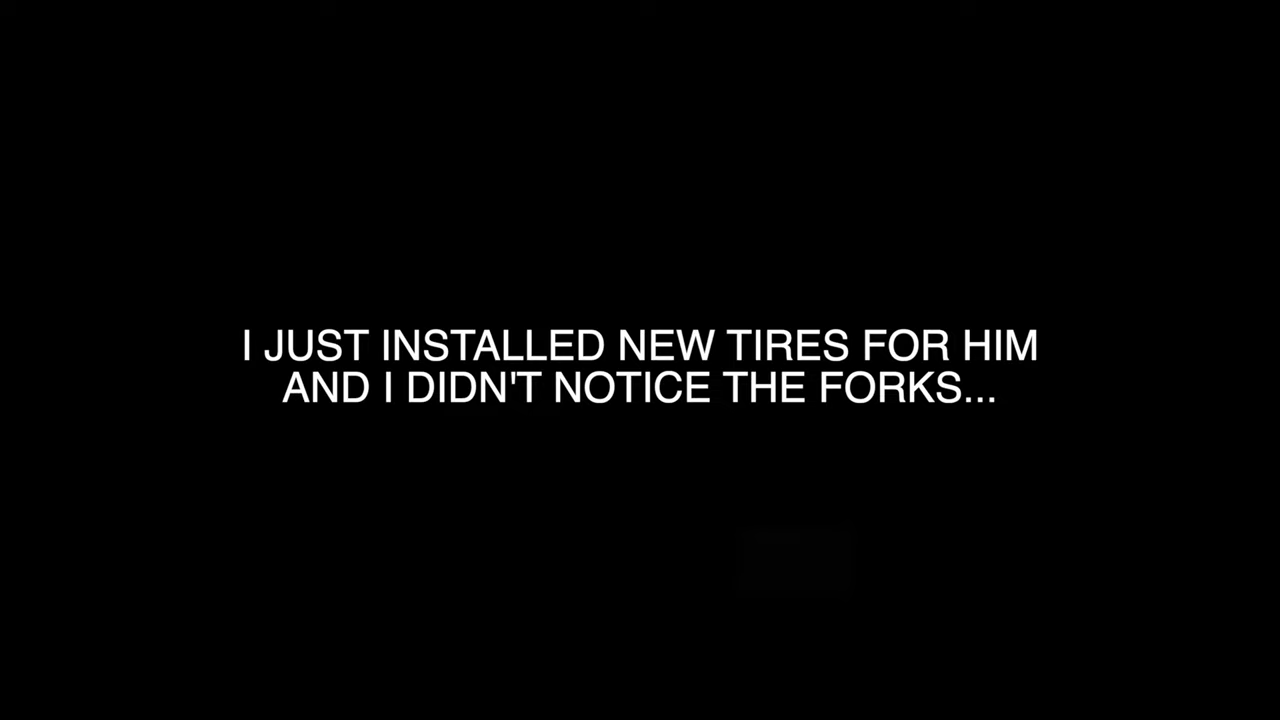 I JUST INSTALLED NEW TIRES FOR HIM
AND I DIDN'T NOTICE THE FORKS...